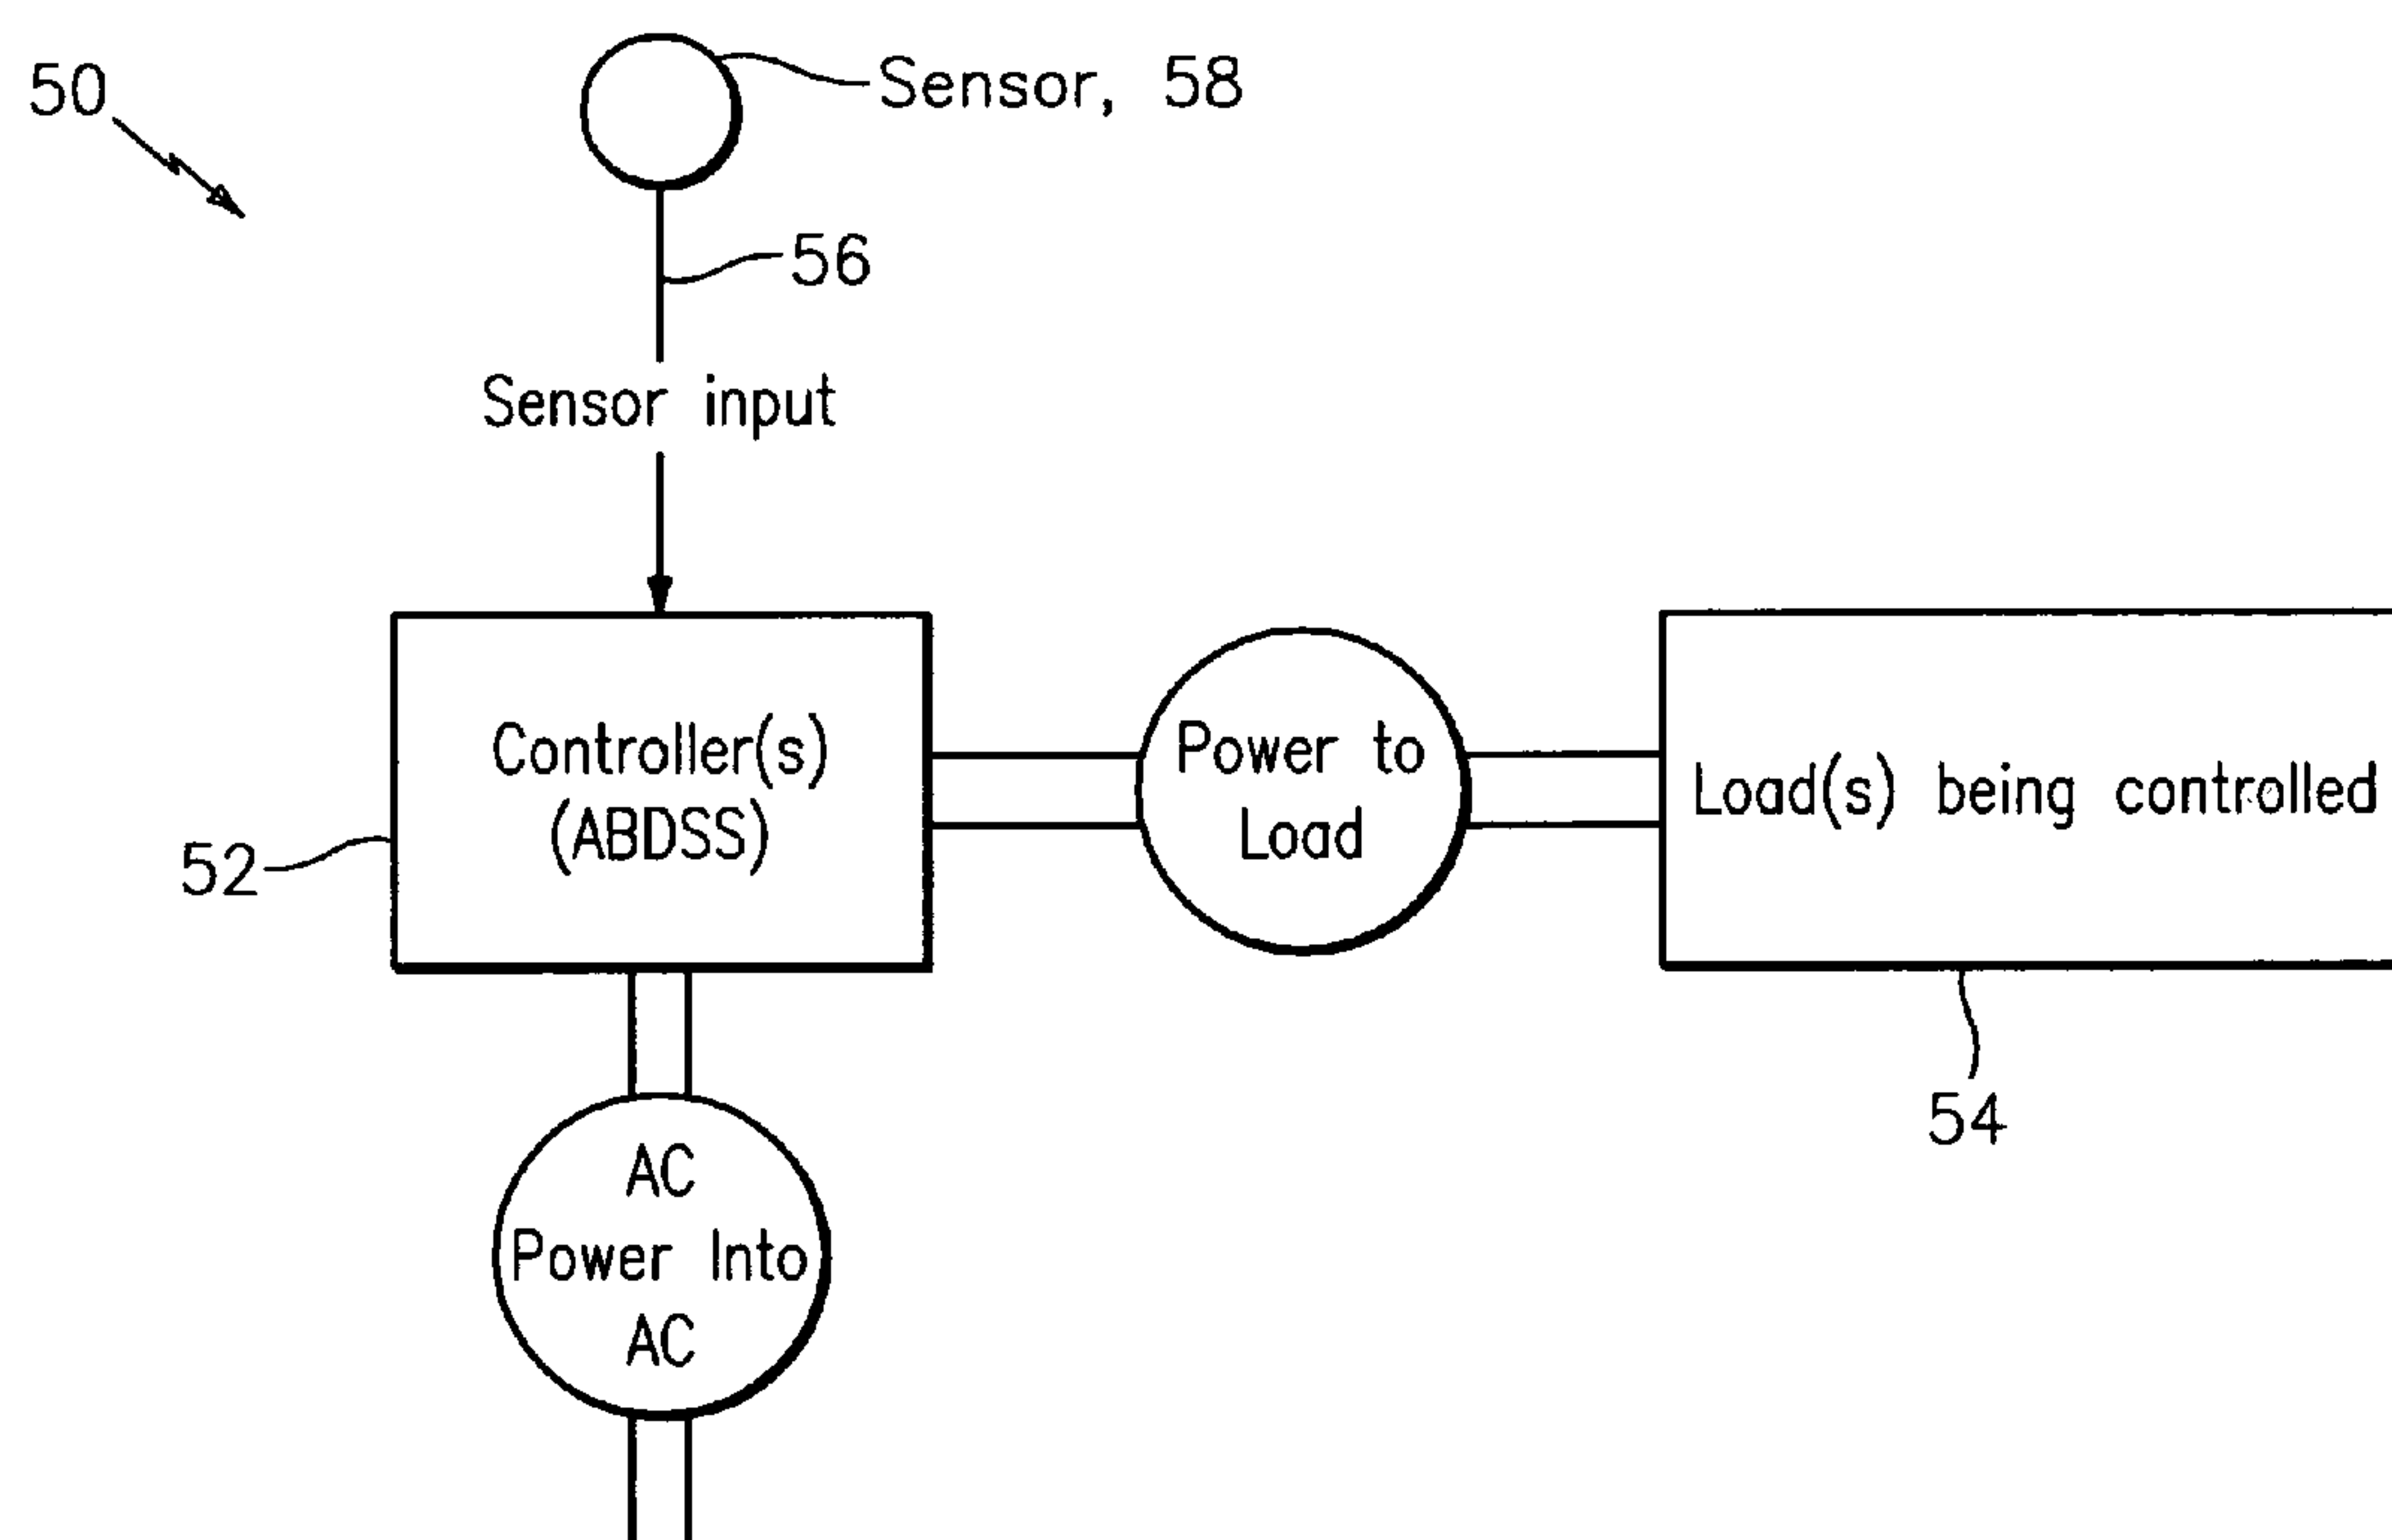 50
Sensor, 58
56
Sensor input
Controller(s)
(ABDSS)
52
Power to
Load
Load(s) being controlled
54
AC
Power Into
AC